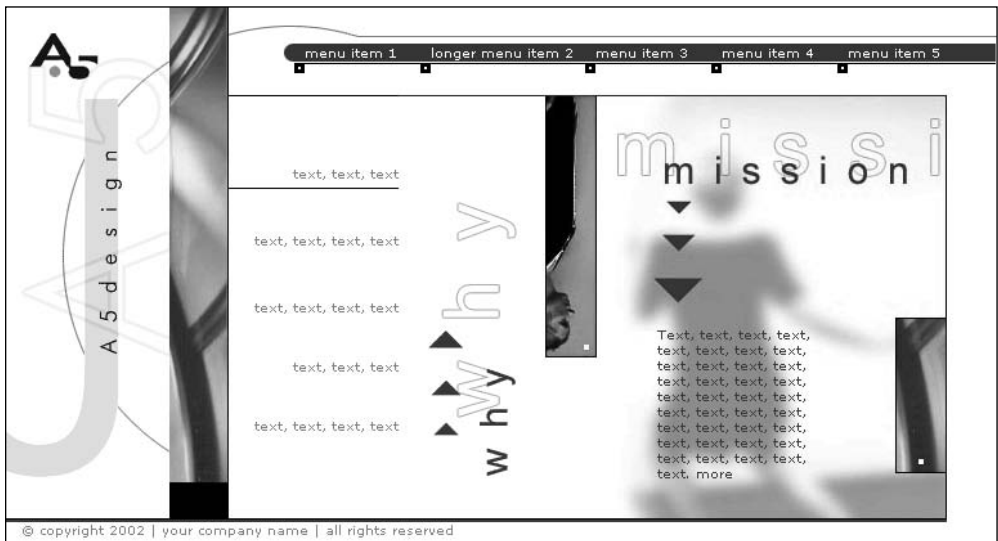 A5
menu item 1 longer menu item 2 menu item 3 menu item 4 menu item 5
A5
A5design
text, text, text
text, text, text, text
text, text, text, text
text, text, text
text, text, text, text
why
why
missi
mission
Text, text, text, text,
text, text, text, text,
text, text, text, text,
text, text, text, text,
text, text, text, text,
text, text, text, text,
text, text, text, text,
text, text, text, text,
text, text, text, text,
text. more
© copyright 2002 | your company name | all rights reserved